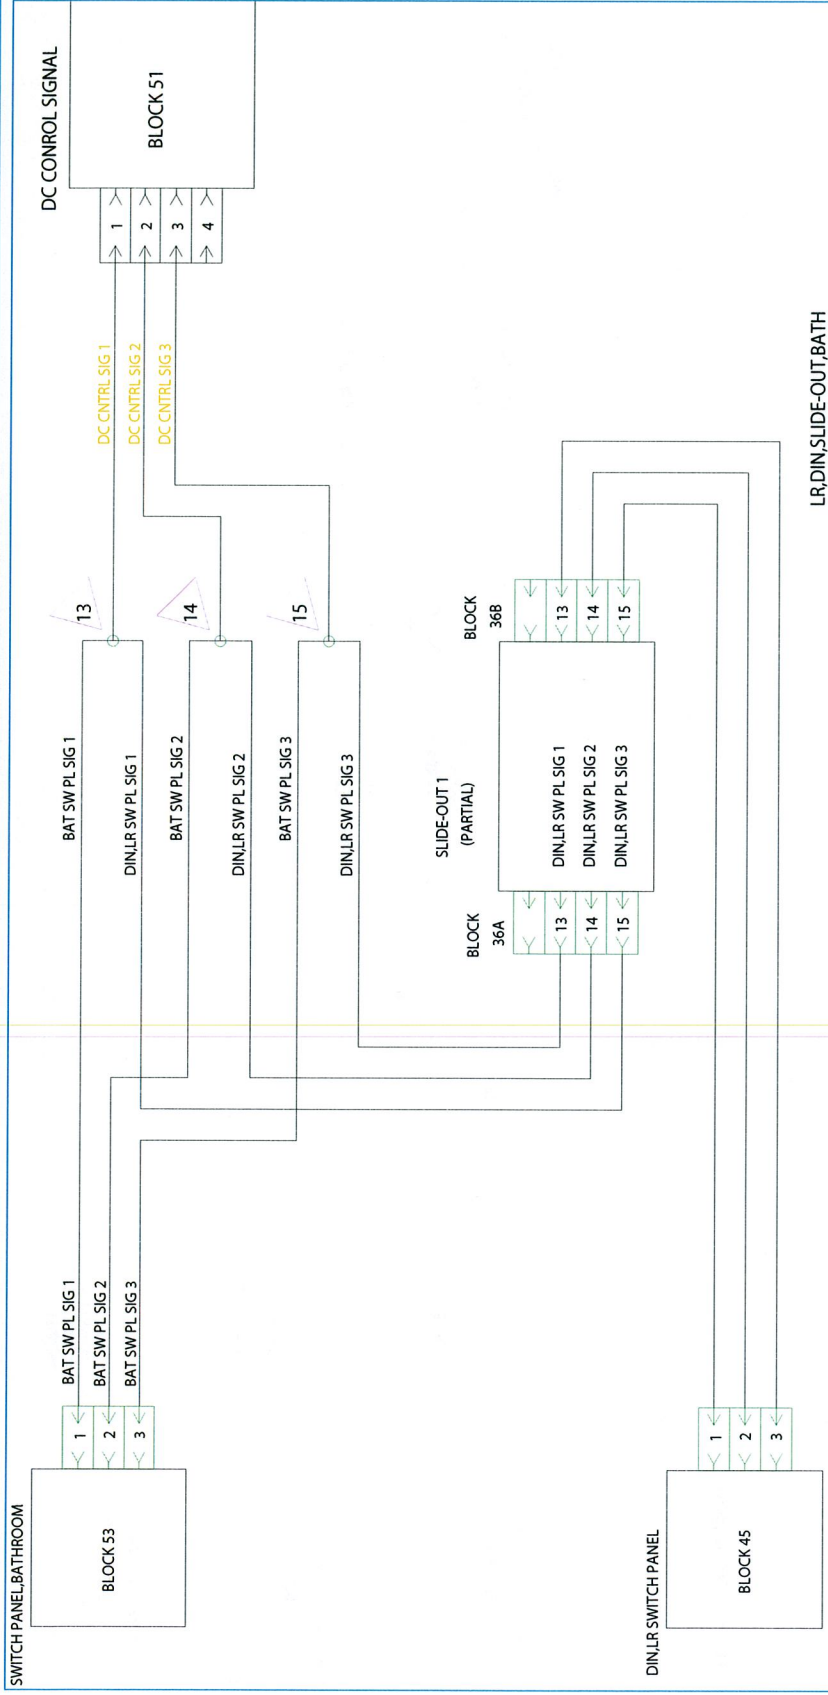 SWITCH PANEL,BATHROOM
BLOCK 53
1
2
3
BAT SW PL SIG 1
BAT SW PL SIG 2
BAT SW PL SIG 3
BAT SW PL SIG 1
DIN,LR SW PL SIG 1
BAT SW PL SIG 2
DIN,LR SW PL SIG 2
BAT SW PL SIG 3
DIN,LR SW PL SIG 3
13
14
15
DC CNTRL SIG 1
DC CNTRL SIG 2
DC CNTRL SIG 3
DC CONROL SIGNAL
1
2
3
4
BLOCK 51
DIN,LR SWITCH PANEL
BLOCK 45
1
2
3
BLOCK
36A
13
14
15
SLIDE-OUT 1
(PARTIAL)
DIN,LR SW PL SIG 1
DIN,LR SW PL SIG 2
DIN,LR SW PL SIG 3
BLOCK
36B
13
14
15
LR,DIN,SLIDE-OUT,BATH